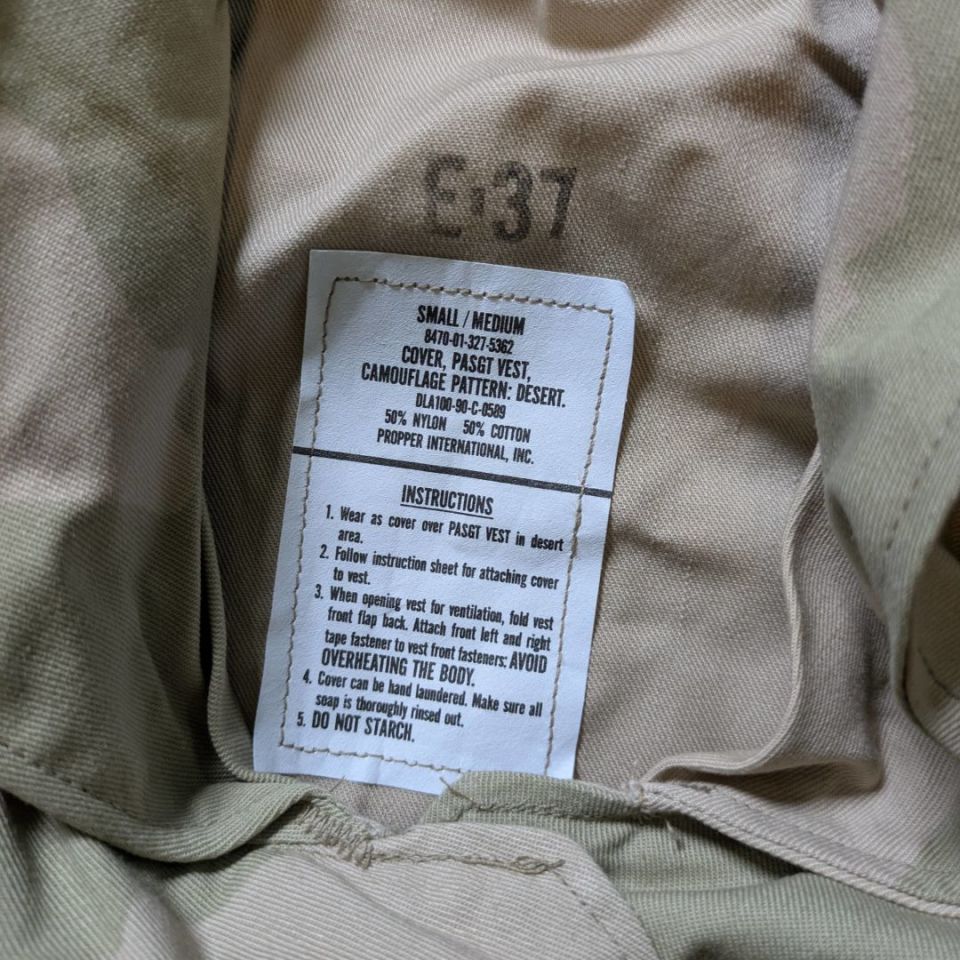 E-37
SMALL / MEDIUM
8470-01-327-5362
COVER, PASGT VEST,
CAMOUFLAGE PATTERN: DESERT.
DLA100-90-C-0589
50% NYLON 50% COTTON
PROPPER INTERNATIONAL, INC.
INSTRUCTIONS
1. Wear as cover over PASGT VEST in desert
area.
2. Follow instruction sheet for attaching cover
to vest.
3. When opening vest for ventilation, fold vest
front flap back. Attach front left and right
tape fastener to vest front fasteners: AVOID
OVERHEATING THE BODY.
4. Cover can be hand laundered. Make sure all
soap is thoroughly rinsed out.
5. DO NOT STARCH.